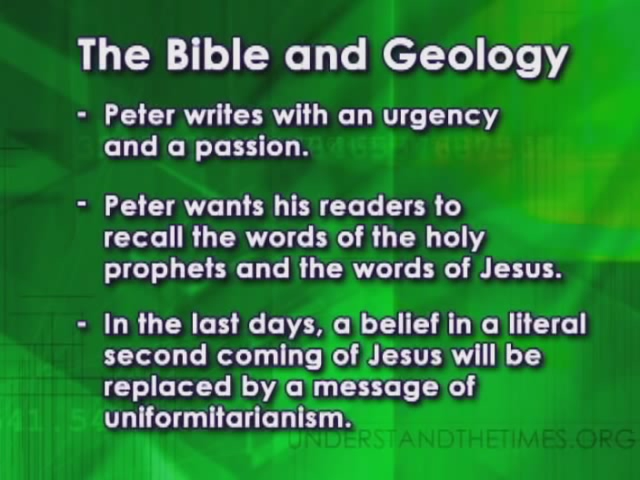 The Bible and Geology
- Peter writes with an urgency
and a passion.
- Peter wants his readers to
recall the words of the holy
prophets and the words of Jesus.
- In the last days, a belief in a literal
second coming of Jesus will be
replaced by a message of
uniformitarianism.
UNDERSTANDTHETIMES.ORG